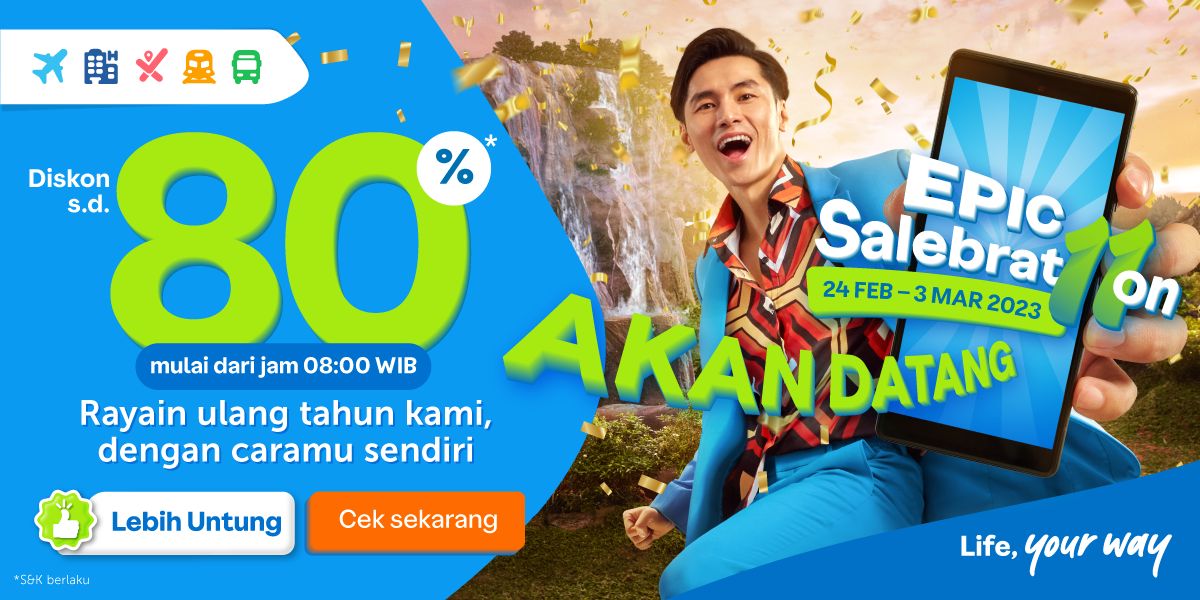 Diskon
s.d.
80%*
mulai dari jam 08:00 WIB
Rayain ulang tahun kami,
dengan caramu sendiri
Lebih Untung
Cek sekarang
*S&K berlaku
EPIC
Salebrat11on
24 FEB – 3 MAR 2023
AKAN DATANG
Life, your way